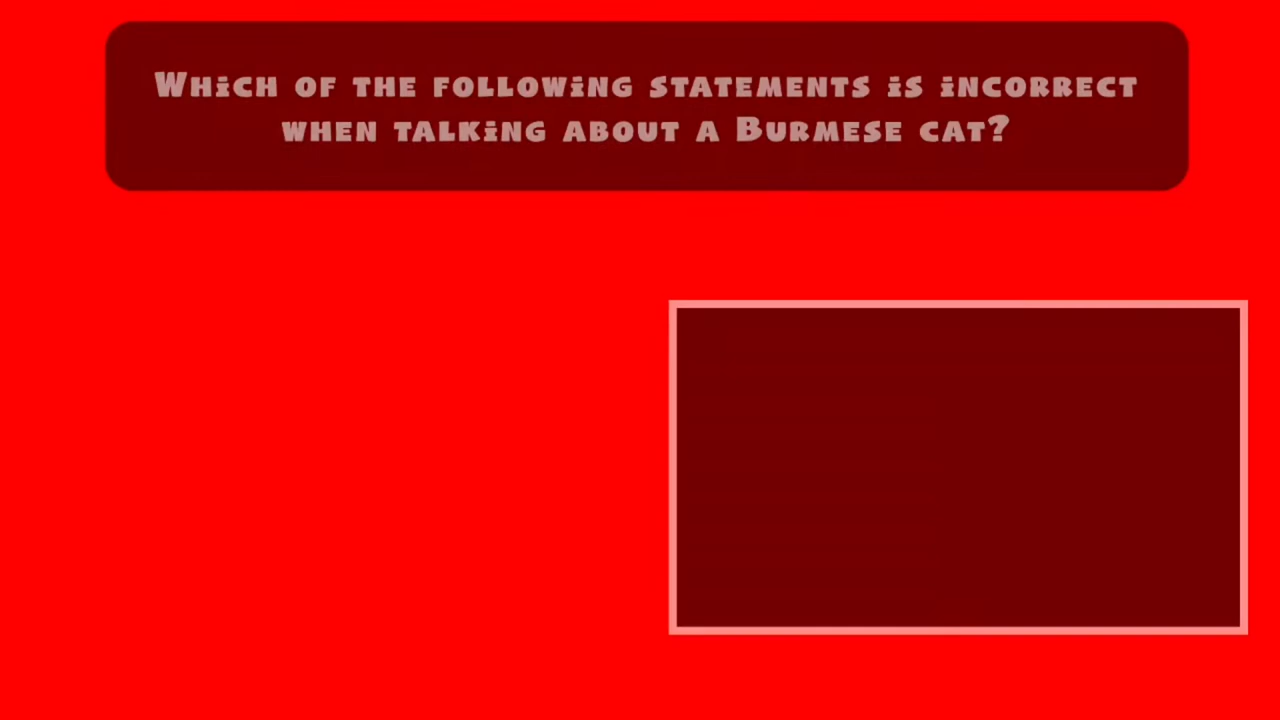 Which of the following statements is incorrect
when talking about a Burmese cat?